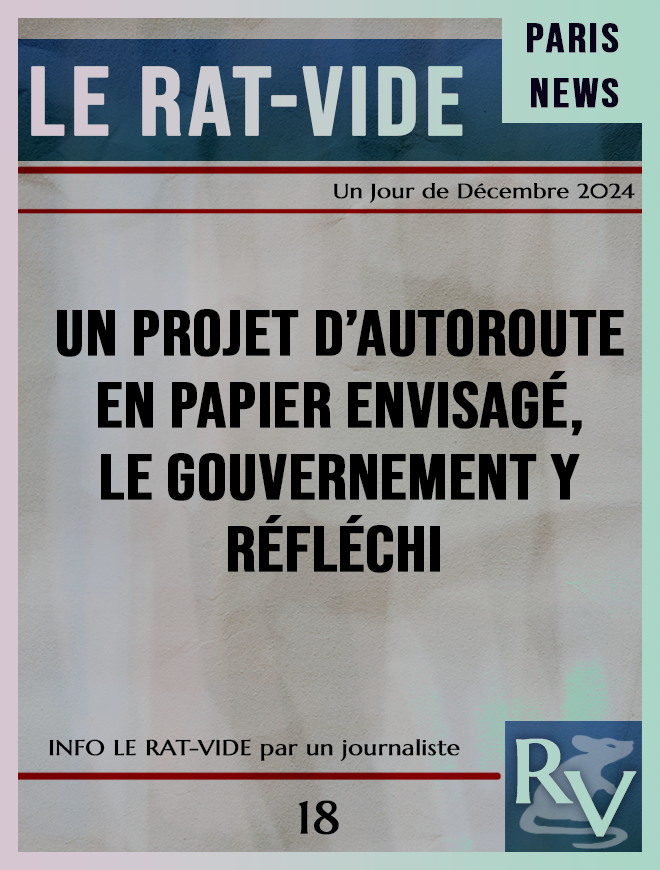 PARIS
NEWS
LE RAT-VIDE
Un Jour de Décembre 2024
UN PROJET D’AUTOROUTE
EN PAPIER ENVISAGÉ,
LE GOUVERNEMENT Y
RÉFLÉCHI
INFO LE RAT-VIDE par un journaliste
18
RV